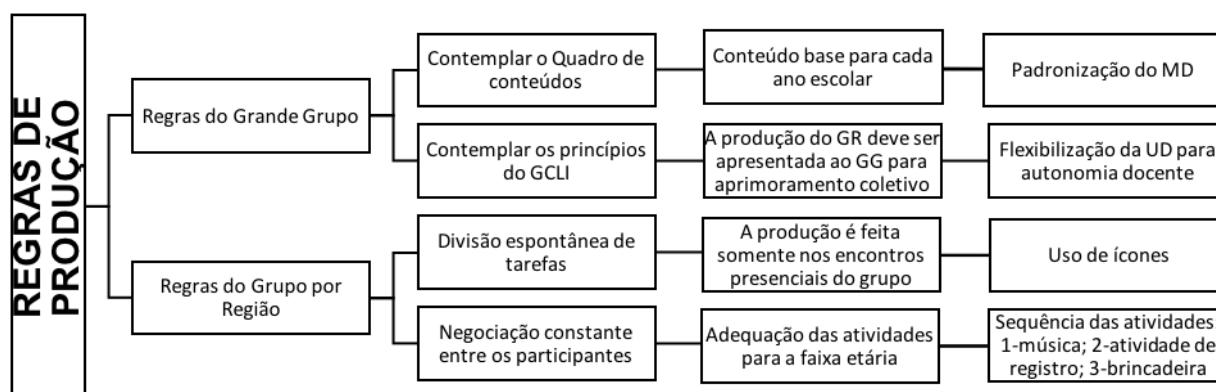 REGRAS DE
PRODUÇÃO
Regras do Grande Grupo
Contemplar o Quadro de
conteúdos
Conteúdo base para cada
ano escolar
Padronização do MD
Contemplar os princípios
do GCLI
A produção do GR deve ser
apresentada ao GG para
aprimoramento coletivo
Flexibilização da UD para
autonomia docente
Regras do Grupo por
Região
Divisão espontânea de
tarefas
A produção é feita
somente nos encontros
presenciais do grupo
Uso de ícones
Negociação constante
entre os participantes
Adequação das atividades
para a faixa etária
Sequência das atividades:
1-música; 2-atividade de
registro; 3-brincadeira